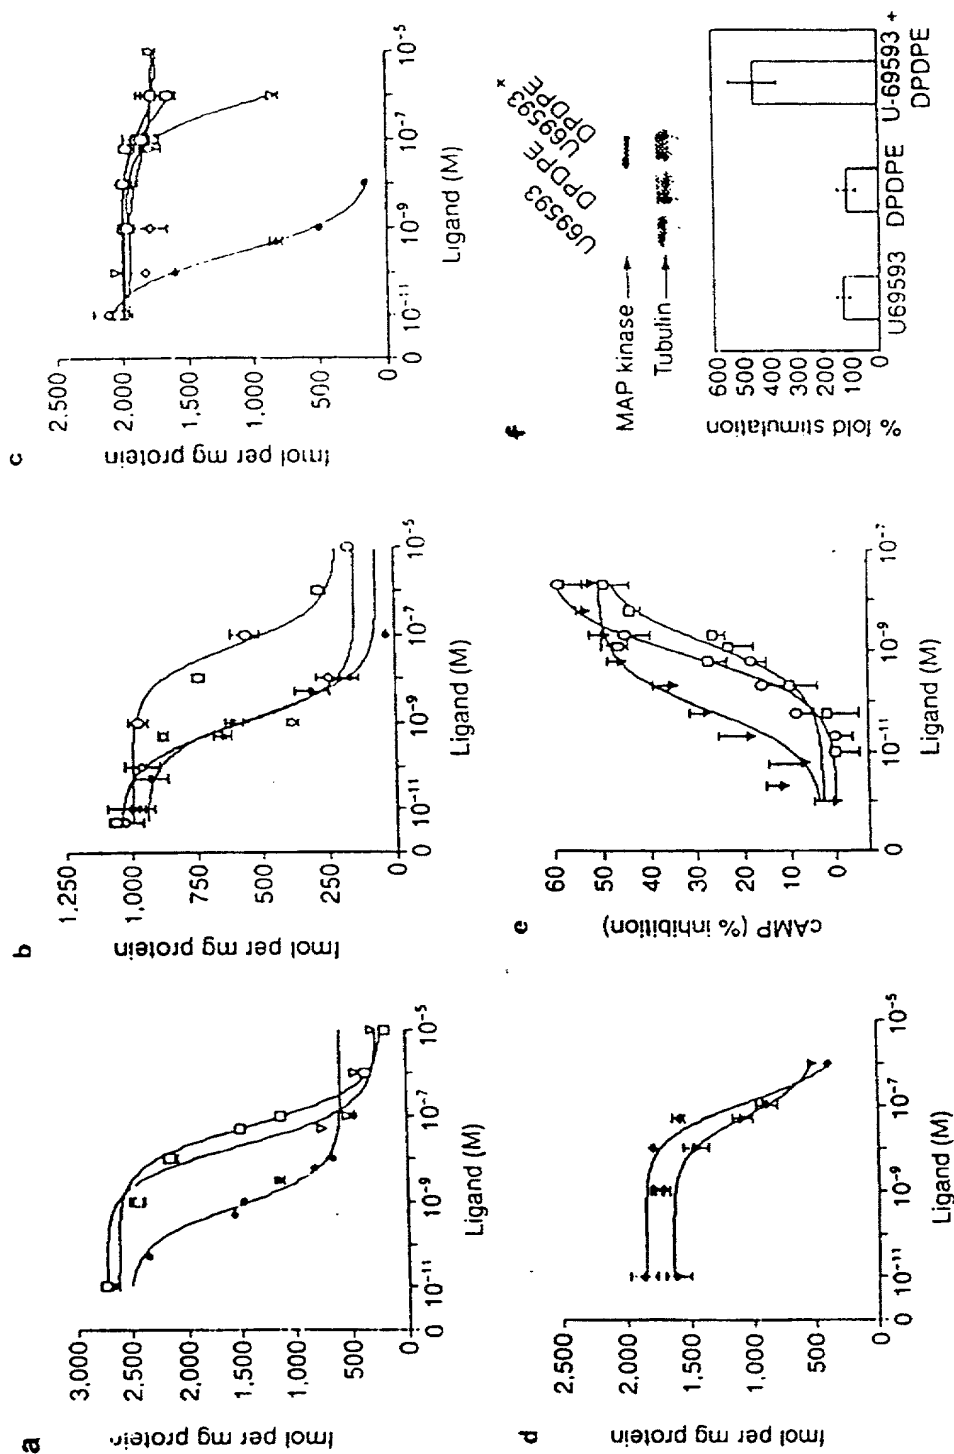 a
fmol per mg protein
3,000
2,500
2,000
1,500
1,000
500
0
0 10⁻¹¹ 10⁻⁹ 10⁻⁷ 10⁻⁵
Ligand (M)
b
fmol per mg protein
1,250
1,000
750
500
250
0
0 10⁻¹¹ 10⁻⁹ 10⁻⁷ 10⁻⁵
Ligand (M)
c
fmol per mg protein
2,500
2,000
1,500
1,000
500
0
0 10⁻¹¹ 10⁻⁹ 10⁻⁷ 10⁻⁵
Ligand (M)
d
fmol per mg protein
2,500
2,000
1,500
1,000
500
0
0 10⁻¹¹ 10⁻⁹ 10⁻⁷ 10⁻⁵
Ligand (M)
e
cAMP (% inhibition)
60
50
40
30
20
10
0
0 10⁻¹¹ 10⁻⁹ 10⁻⁷
Ligand (M)
f
U69593
DPDPE
U69593
DPDPE
MAP kinase
Tubulin
% fold stimulation
600
500
400
300
200
100
0
U69593 DPDPE U-69593 +
DPDPE